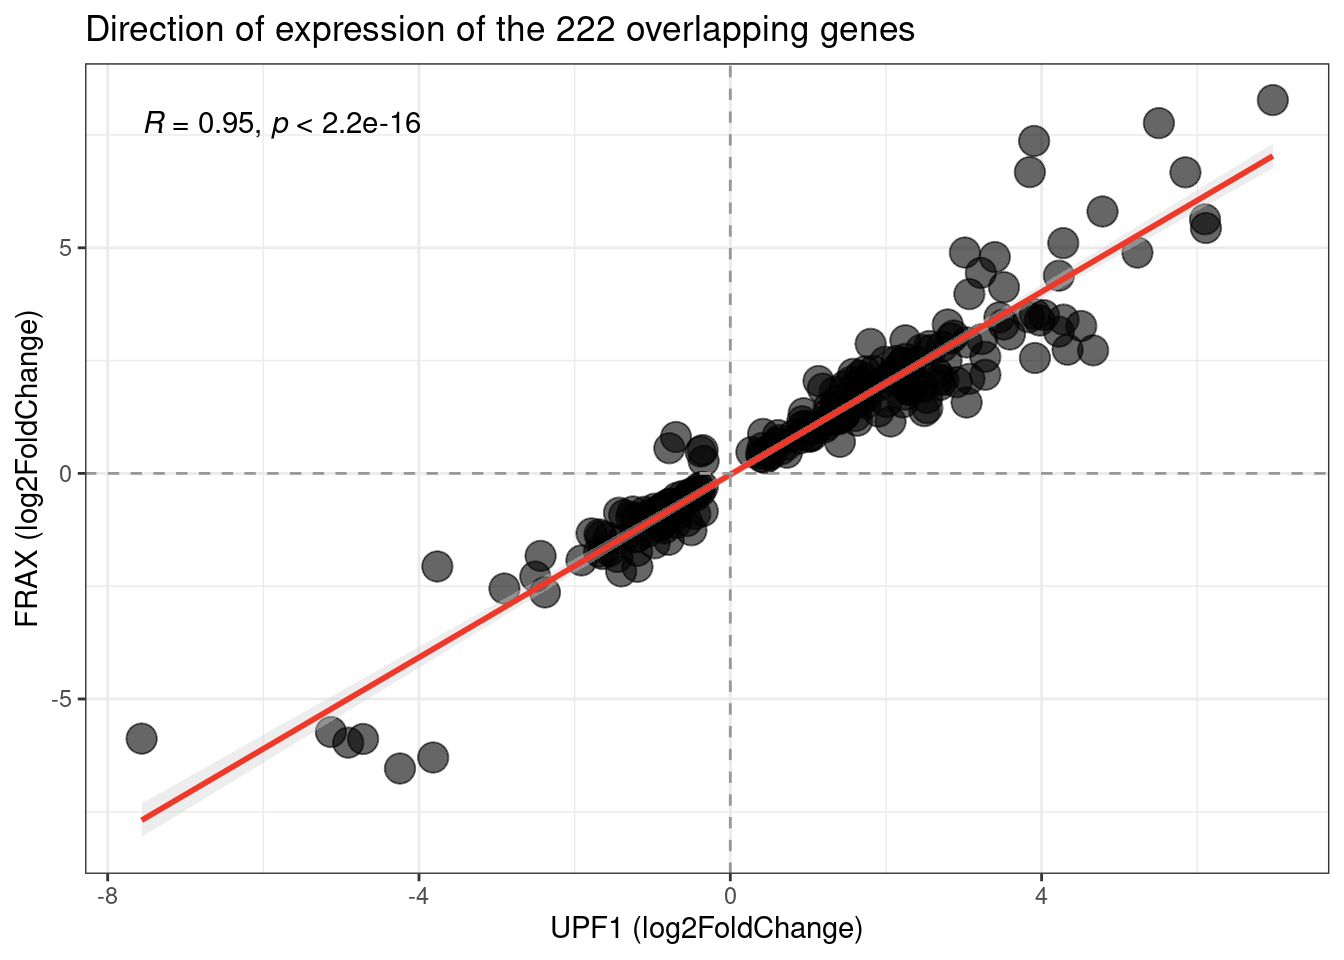 Direction of expression of the 222 overlapping genes
R = 0.95, p < 2.2e-16
5
0
-5
FRAX (log2FoldChange)
-8
-4
0
4
UPF1 (log2FoldChange)